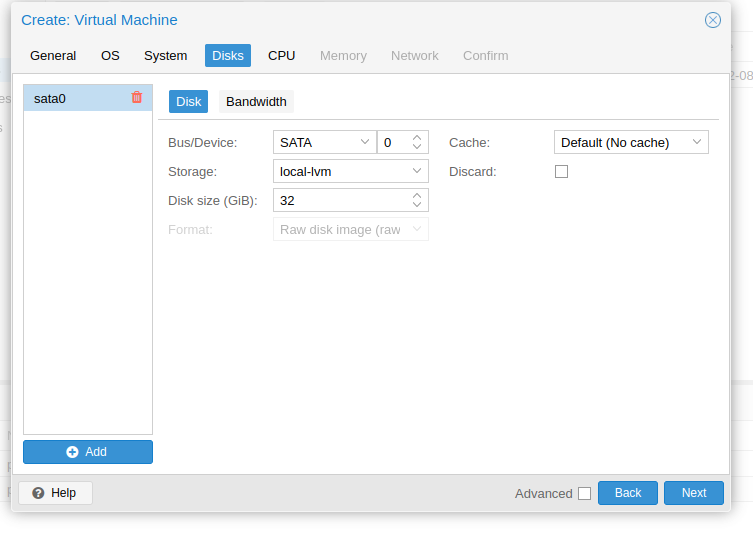 Create: Virtual Machine
General OS System Disks CPU Memory Network Confirm
sata0
Disk Bandwidth
Bus/Device: SATA 0 Cache: Default (No cache)
Storage: local-lvm Discard:
Disk size (GiB): 32
Format: Raw disk image (raw
Add
Help Advanced Back Next
2-08